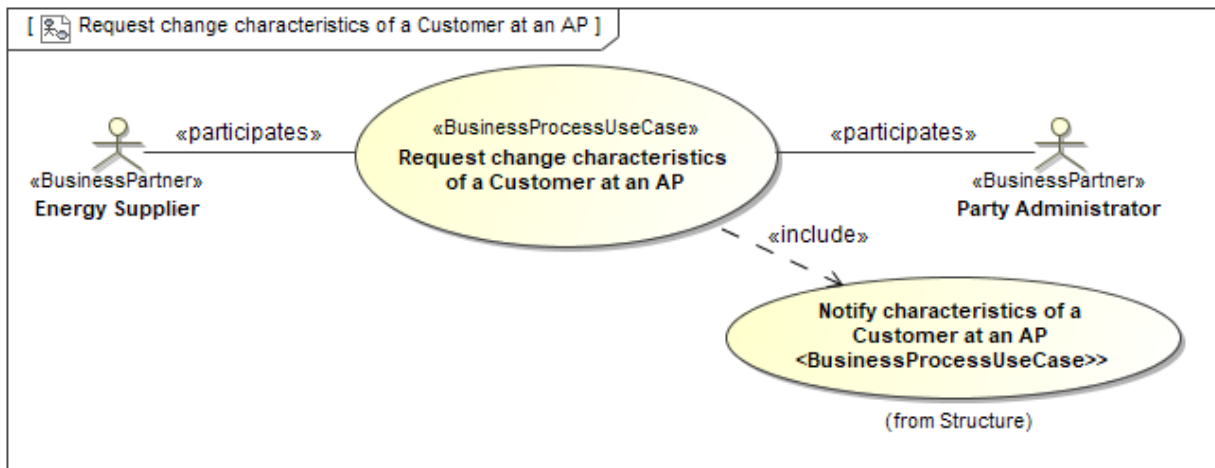 [ Request change characteristics of a Customer at an AP ]
«participates»
«BusinessPartner»
Energy Supplier
«BusinessProcessUseCase»
Request change characteristics
of a Customer at an AP
«participates»
«BusinessPartner»
Party Administrator
«include»
Notify characteristics of a
Customer at an AP
<BusinessProcessUseCase>>
(from Structure)